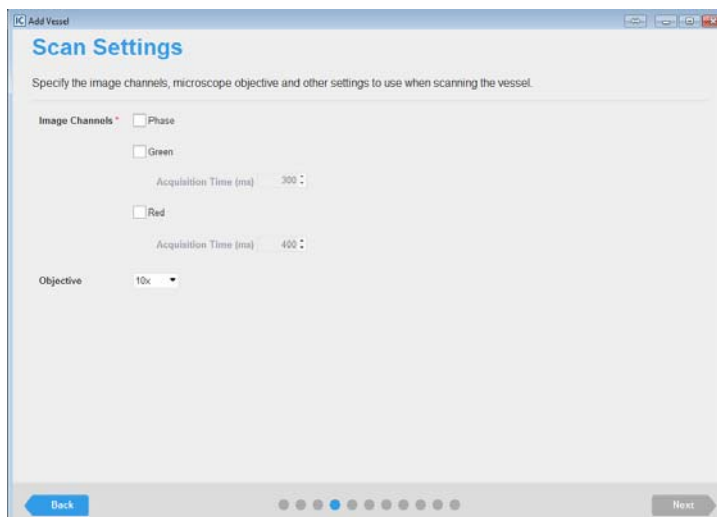 IC Add Vessel
Scan Settings
Specify the image channels, microscope objective and other settings to use when scanning the vessel.
Image Channels * Phase
Green
Acquisition Time (ms) 300
Red
Acquisition Time (ms) 400
Objective 10x
Back Next